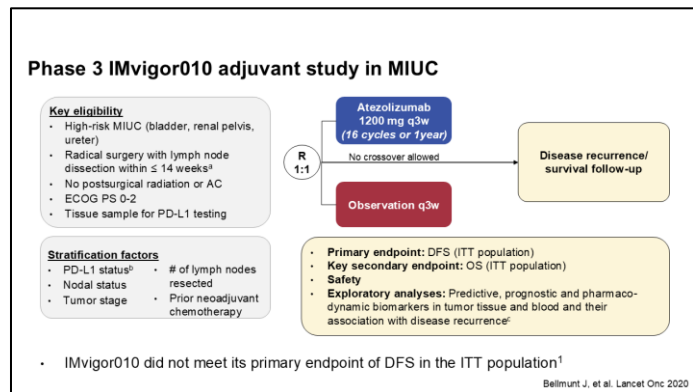 Phase 3 IMvigor010 adjuvant study in MIUC
Key eligibility
• High-risk MIUC (bladder, renal pelvis,
ureter)
• Radical surgery with lymph node
dissection within ≤ 14 weeksᵃ
• No postsurgical radiation or AC
• ECOG PS 0-2
• Tissue sample for PD-L1 testing
Stratification factors
• PD-L1 statusᵇ
• Nodal status
• Tumor stage
• # of lymph nodes
resected
• Prior neoadjuvant
chemotherapy
R
1:1
Atezolizumab
1200 mg q3w
(16 cycles or 1year)
No crossover allowed
Observation q3w
Disease recurrence/
survival follow-up
• Primary endpoint: DFS (ITT population)
• Key secondary endpoint: OS (ITT population)
• Safety
• Exploratory analyses: Predictive, prognostic and pharmaco-
dynamic biomarkers in tumor tissue and blood and their
association with disease recurrenceᶜ
• IMvigor010 did not meet its primary endpoint of DFS in the ITT population¹
Bellmunt J, et al. Lancet Onc 2020